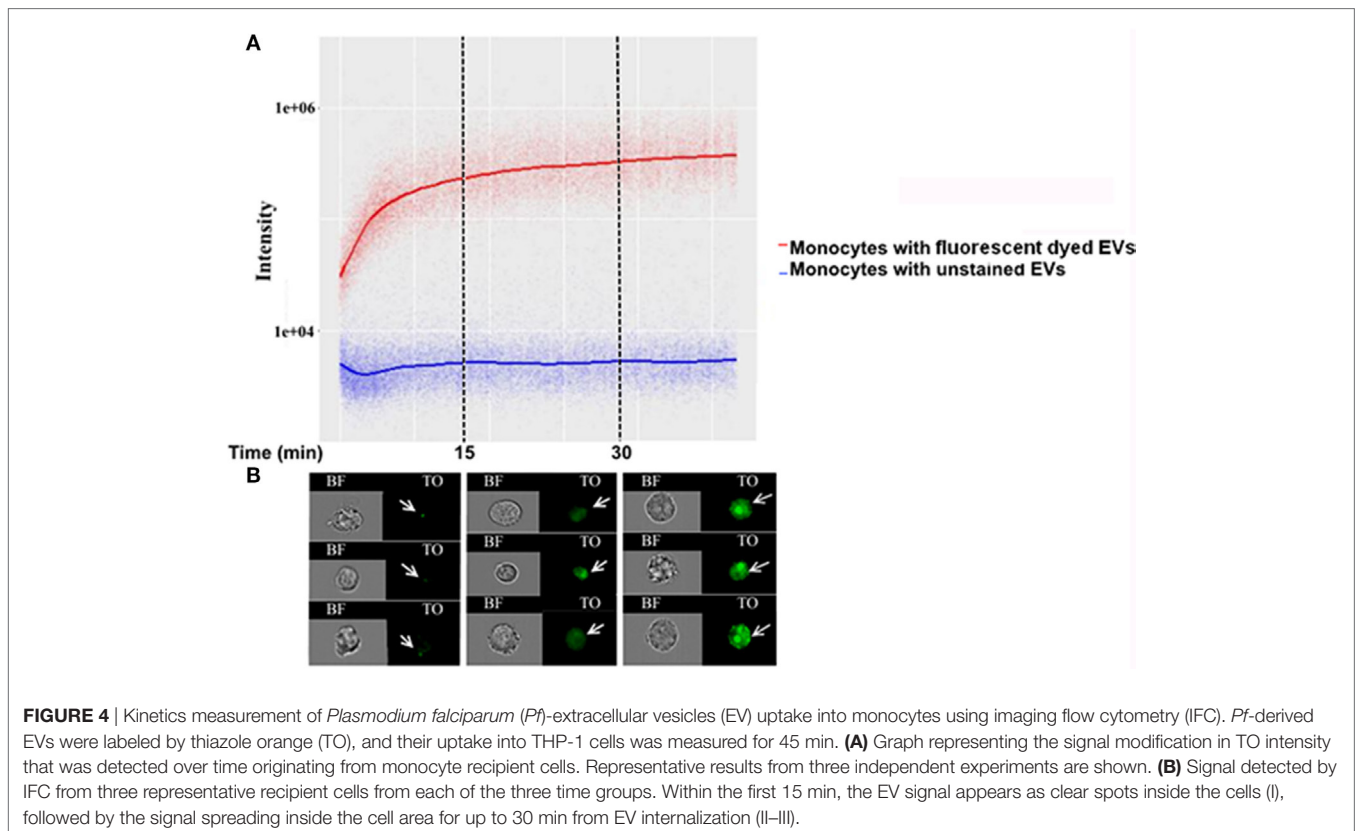 A
1e+06
Intensity
1e+04
Monocytes with fluorescent dyed EVs
Monocytes with unstained EVs
Time (min) 15 30
B
BF TO BF TO BF TO
BF TO BF TO BF TO
BF TO BF TO BF TO
FIGURE 4 | Kinetics measurement of Plasmodium falciparum (Pf)-extracellular vesicles (EV) uptake into monocytes using imaging flow cytometry (IFC). Pf-derived
EVs were labeled by thiazole orange (TO), and their uptake into THP-1 cells was measured for 45 min. (A) Graph representing the signal modification in TO intensity
that was detected over time originating from monocyte recipient cells. Representative results from three independent experiments are shown. (B) Signal detected by
IFC from three representative recipient cells from each of the three time groups. Within the first 15 min, the EV signal appears as clear spots inside the cells (I),
followed by the signal spreading inside the cell area for up to 30 min from EV internalization (II–III).